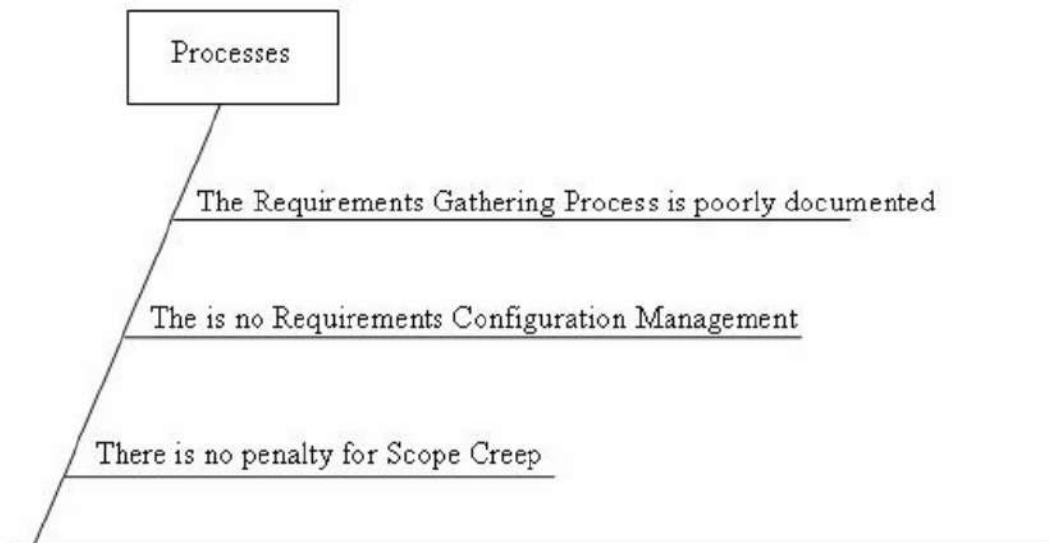 Processes
The Requirements Gathering Process is poorly documented
The is no Requirements Configuration Management
There is no penalty for Scope Creep